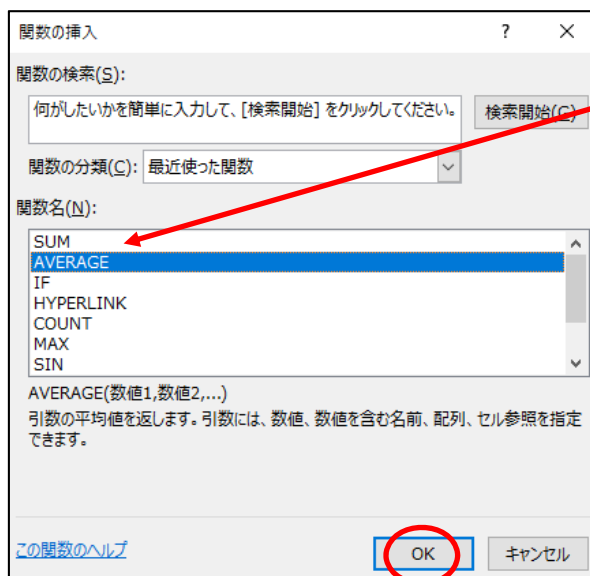 関数の挿入
? ×
関数の検索(S):
何がしたいかを簡単に入力して、[検索開始] をクリックしてください。
検索開始(G)
関数の分類(C): 最近使った関数
関数名(N):
SUM
AVERAGE
IF
HYPERLINK
COUNT
MAX
SIN
AVERAGE(数値1,数値2,...)
引数の平均値を返します。引数には、数値、数値を含む名前、配列、セル参照を指定
できます。
この関数のヘルプ
OK
キャンセル